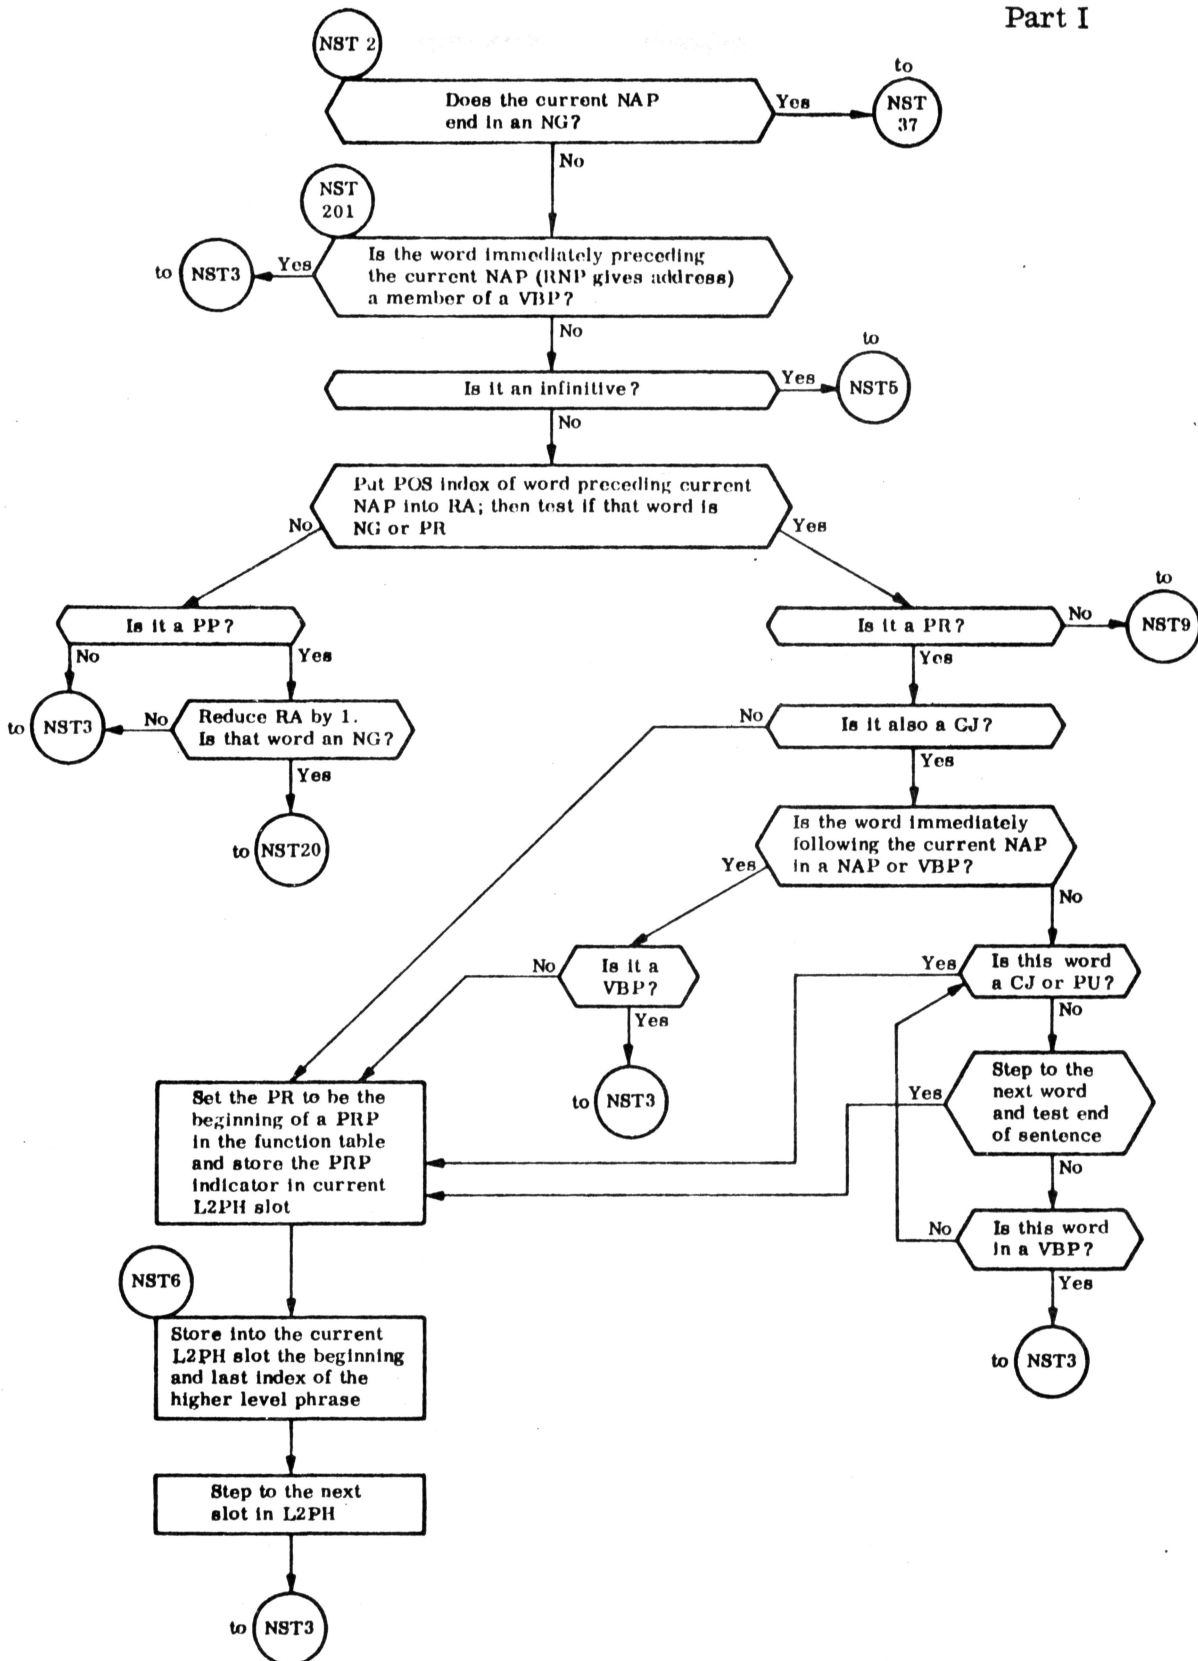 Part I
NST 2
Does the current NAP
end in an NG?
Yes
to
NST
37
No
NST
201
Is the word immediately preceding
the current NAP (RNP gives address)
a member of a VBP?
Yes
to
NST3
No
Is it an infinitive?
Yes
to
NST5
No
Put POS index of word preceding current
NAP into RA; then test if that word is
NG or PR
No
Yes
Is it a PP?
No
to
NST3
Yes
Reduce RA by 1.
Is that word an NG?
No
Yes
to
NST20
Is it a PR?
No
to
NST9
Yes
Is it also a CJ?
No
Yes
Is the word immediately
following the current NAP
in a NAP or VBP?
Yes
No
Is it a
VBP?
No
Yes
to
NST3
Is this word
a CJ or PU?
Yes
No
Step to the
next word
and test end
of sentence
Yes
No
Is this word
in a VBP?
No
Yes
to
NST3
Set the PR to be the
beginning of a PRP
in the function table
and store the PRP
indicator in current
L2PH slot
NST6
Store into the current
L2PH slot the beginning
and last index of the
higher level phrase
Step to the next
slot in L2PH
to
NST3